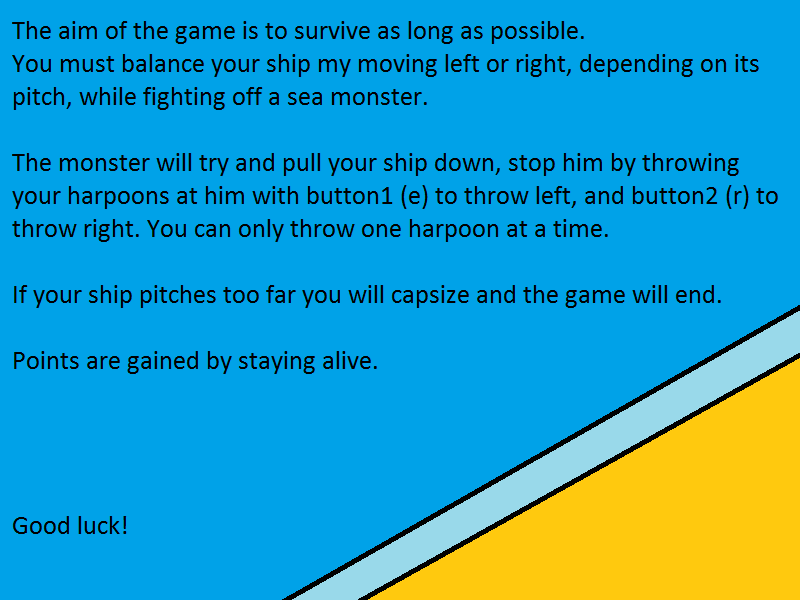 The aim of the game is to survive as long as possible.
You must balance your ship my moving left or right, depending on its
pitch, while fighting off a sea monster.
The monster will try and pull your ship down, stop him by throwing
your harpoons at him with button1 (e) to throw left, and button2 (r) to
throw right. You can only throw one harpoon at a time.
If your ship pitches too far you will capsize and the game will end.
Points are gained by staying alive.
Good luck!